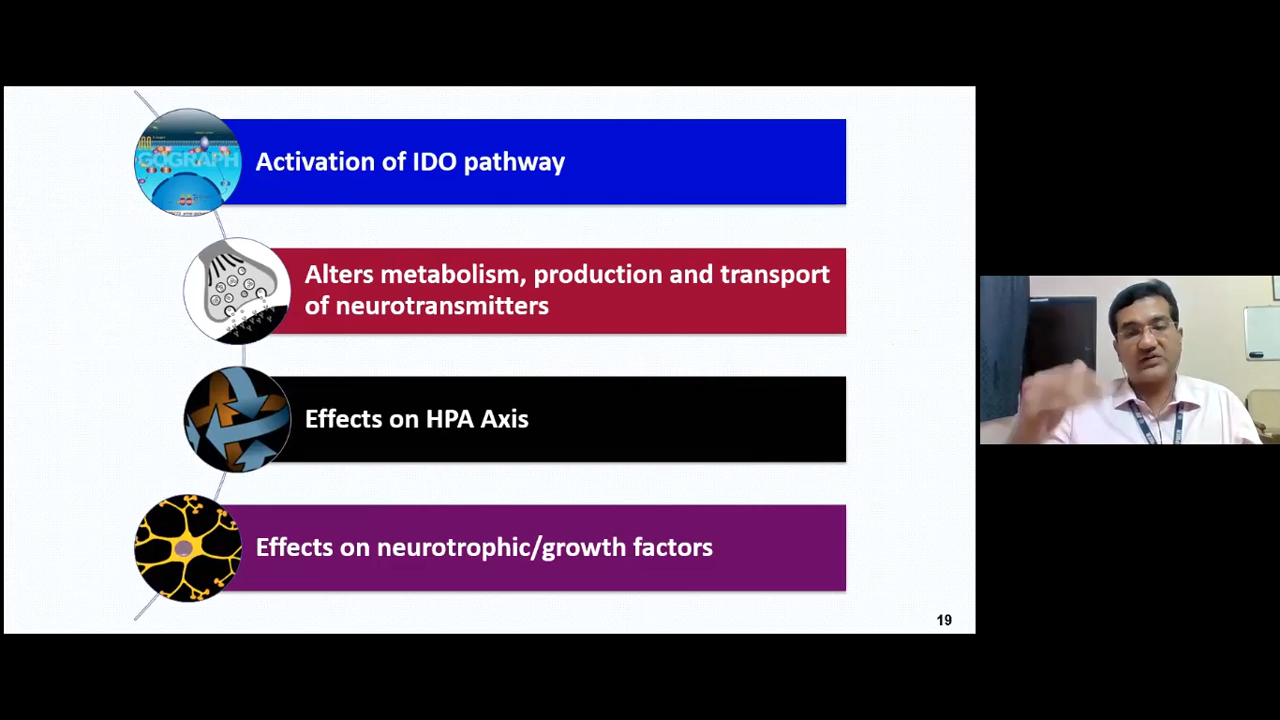 GOGRAPH
Activation of IDO pathway
Alters metabolism, production and transport
of neurotransmitters
Effects on HPA Axis
Effects on neurotrophic/growth factors
19